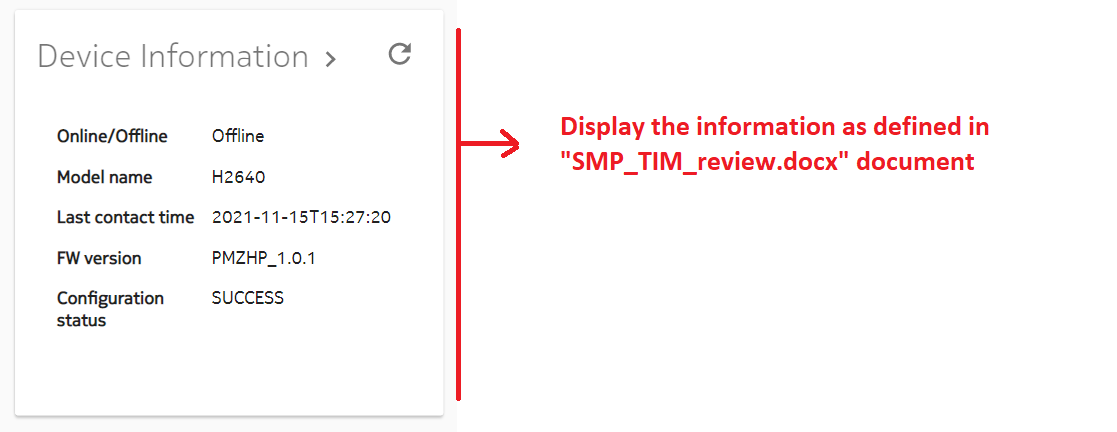 Device Information
Online/Offline Offline
Model name H2640
Last contact time 2021-11-15T15:27:20
FW version PMZHP_1.0.1
Configuration status SUCCESS
Display the information as defined in
"SMP_TIM_review.docx" document